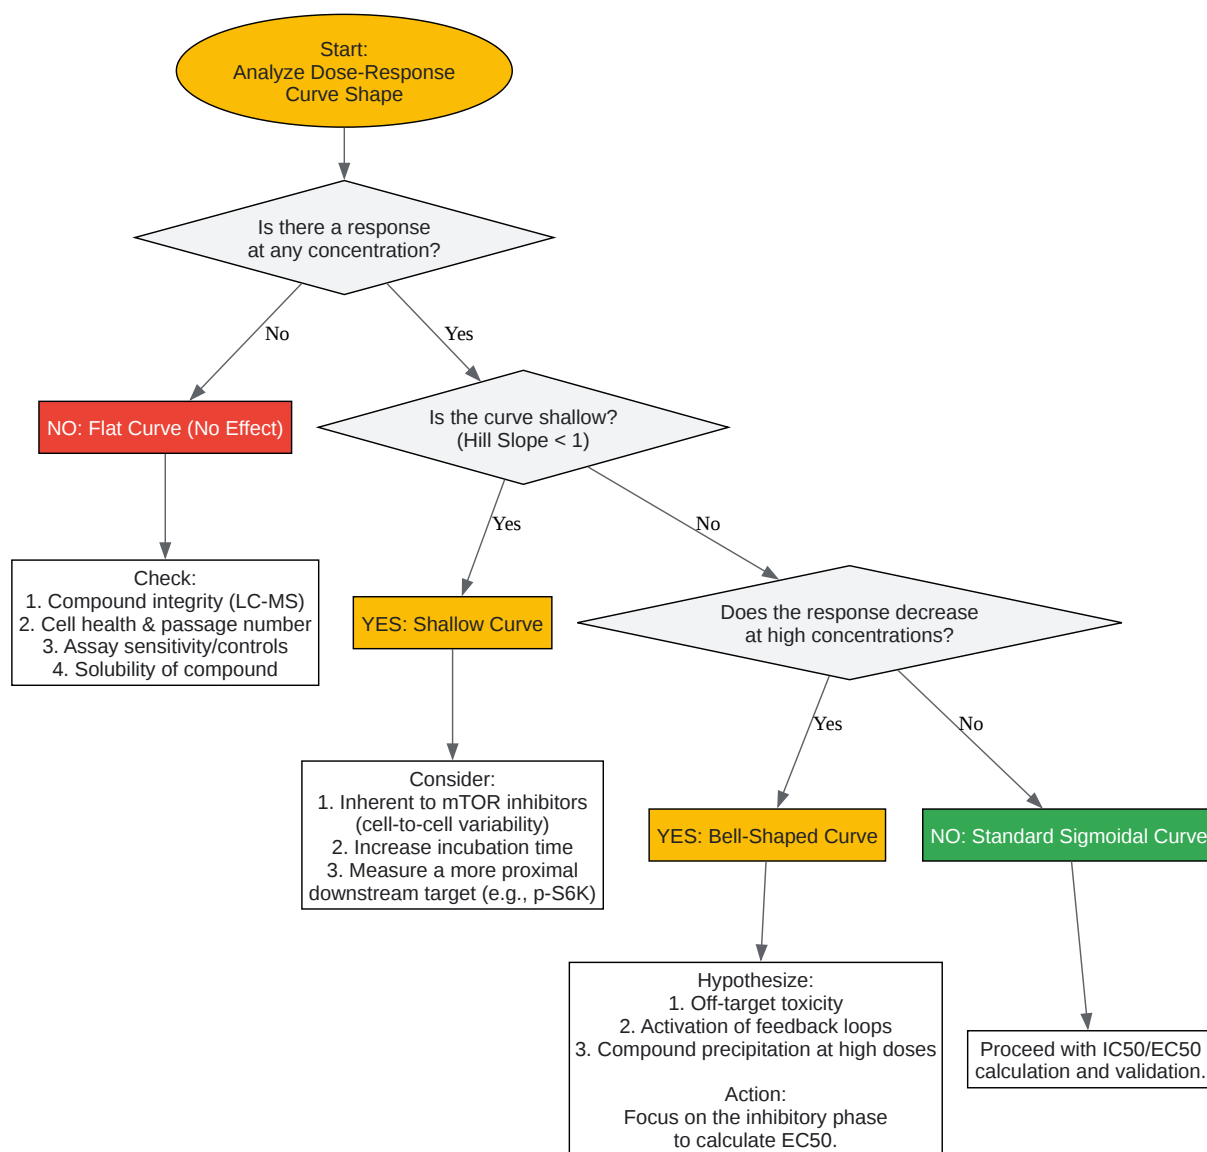 Start:
Analyze Dose-Response
Curve Shape
Is there a response
at any concentration?
No
Yes
NO: Flat Curve (No Effect)
Is the curve shallow?
(Hill Slope < 1)
Yes
No
Check:
1. Compound integrity (LC-MS)
2. Cell health & passage number
3. Assay sensitivity/controls
4. Solubility of compound
YES: Shallow Curve
Does the response decrease
at high concentrations?
Yes
No
Consider:
1. Inherent to mTOR inhibitors
(cell-to-cell variability)
2. Increase incubation time
3. Measure a more proximal
downstream target (e.g., p-S6K)
YES: Bell-Shaped Curve
NO: Standard Sigmoidal Curve
Hypothesize:
1. Off-target toxicity
2. Activation of feedback loops
3. Compound precipitation at high doses
Action:
Focus on the inhibitory phase
to calculate EC50.
Proceed with IC50/EC50
calculation and validation.